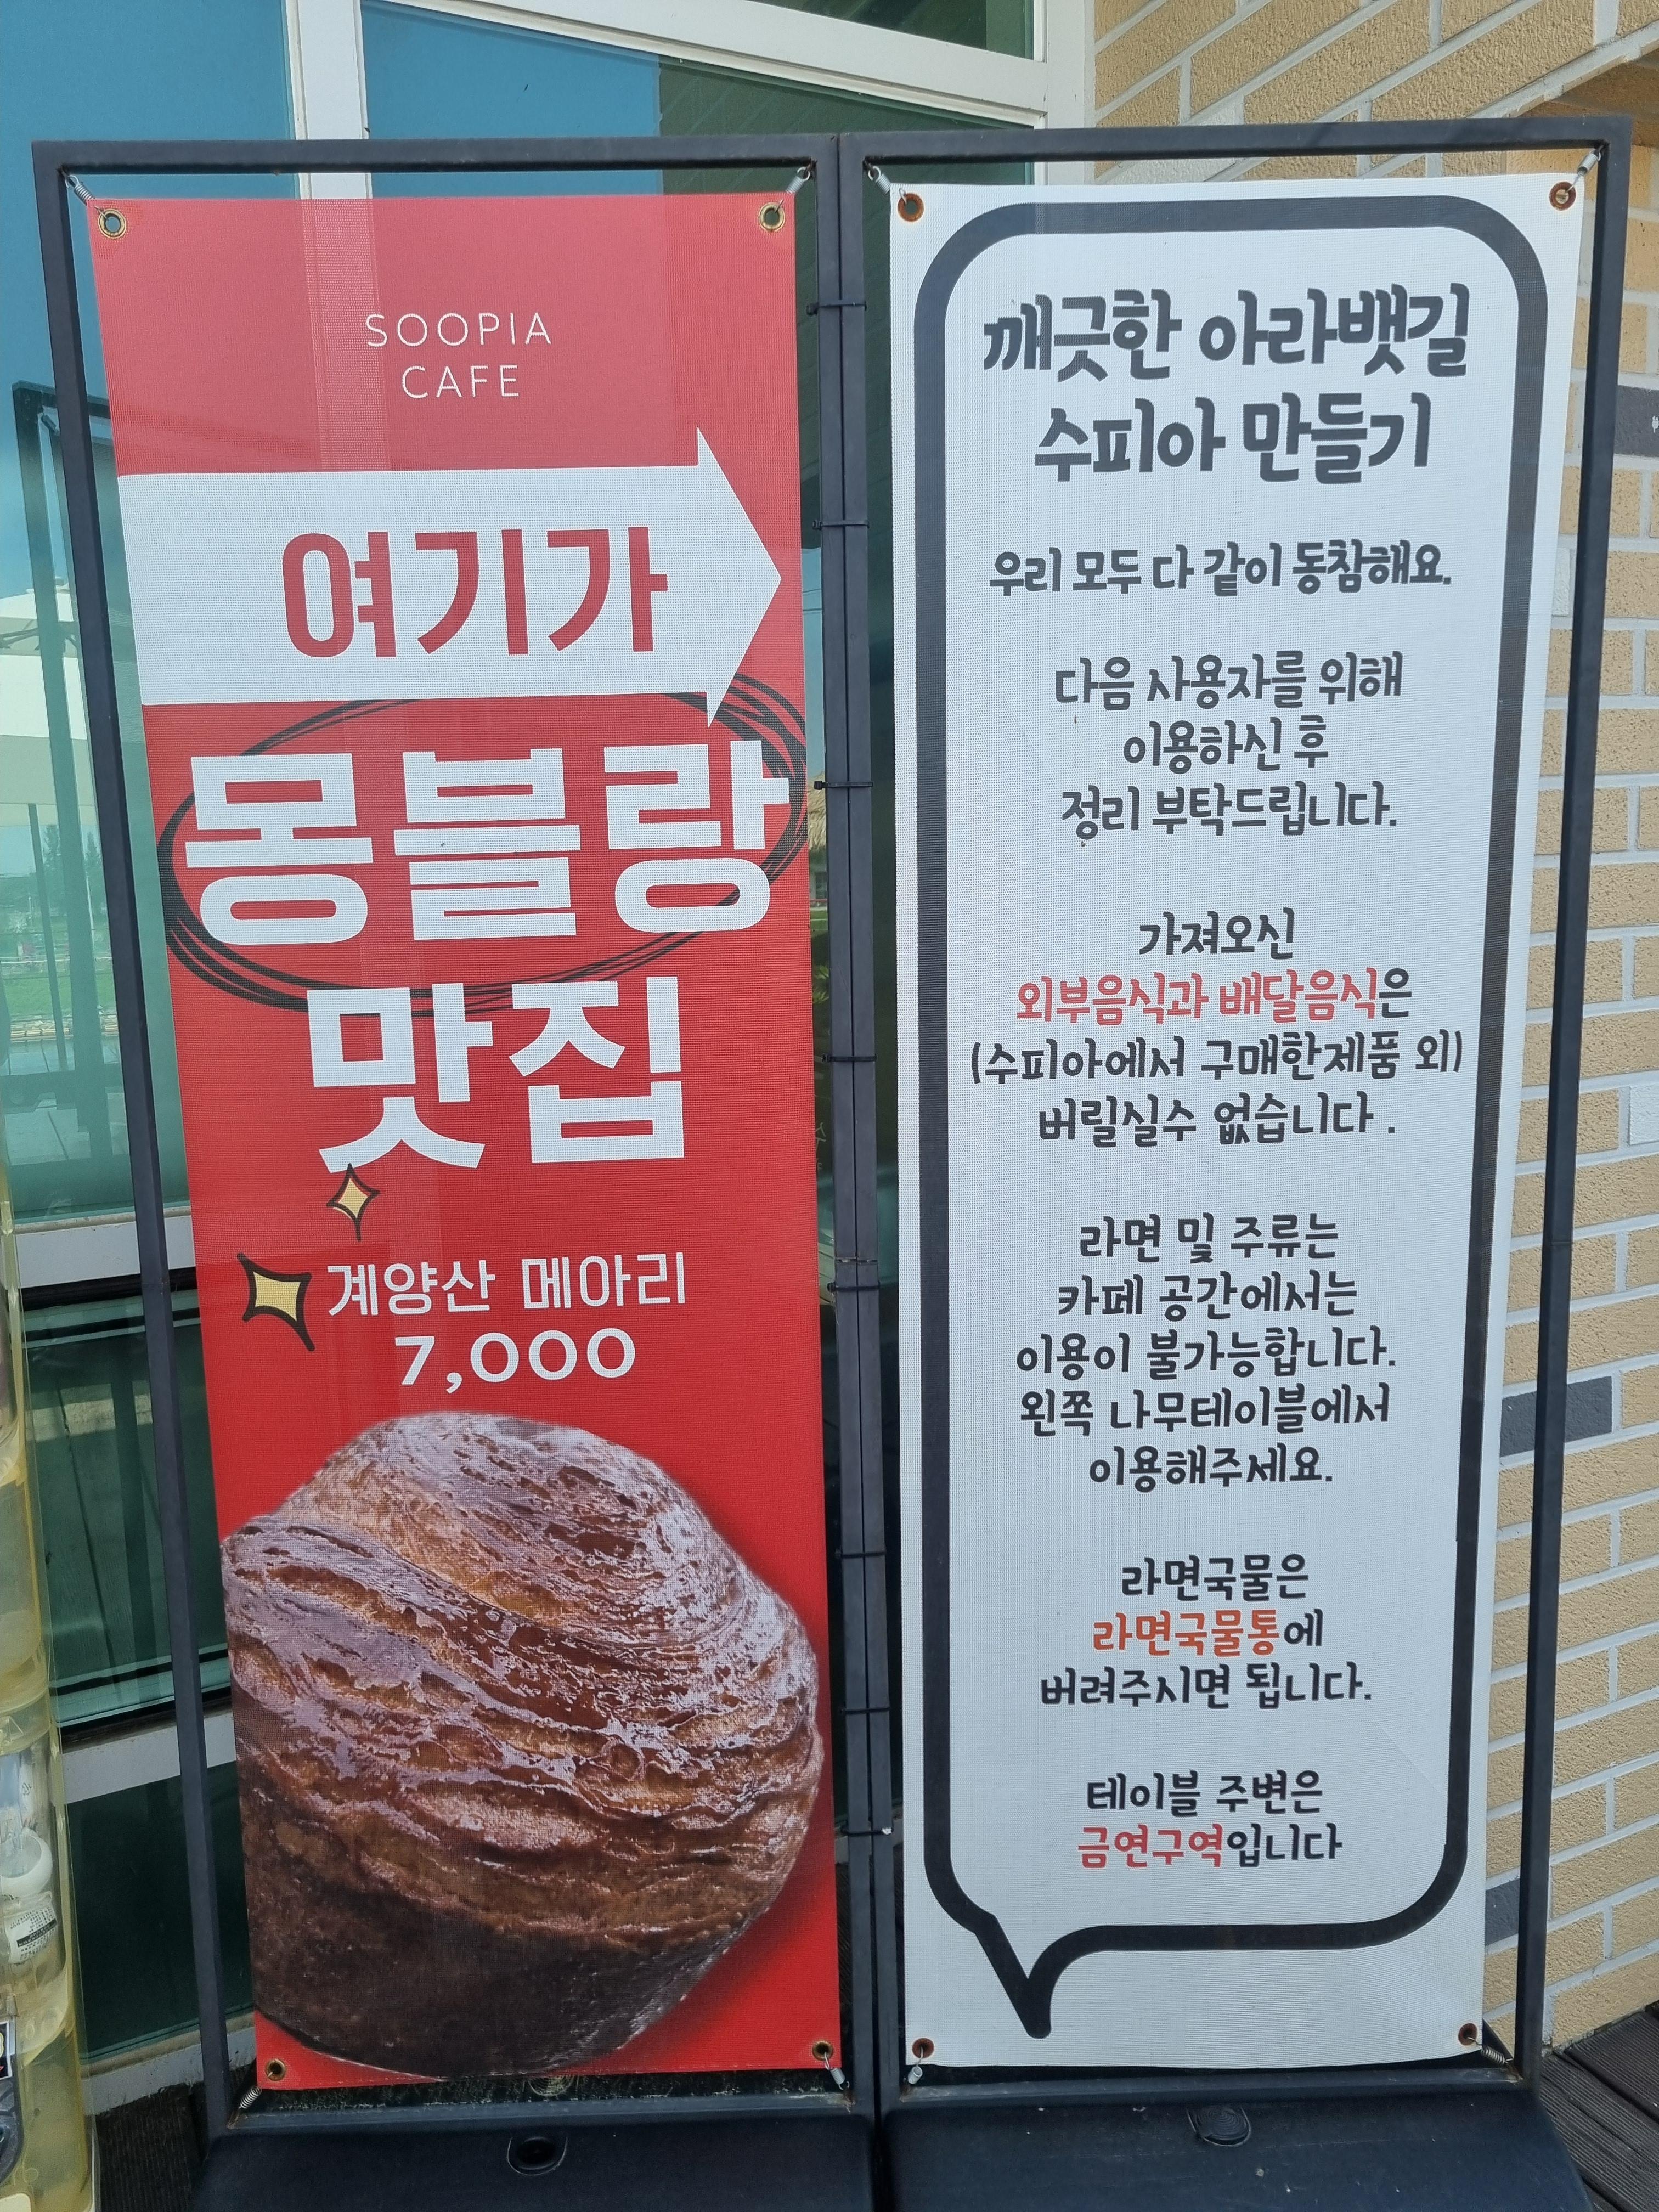 SOOPIA
CAFE
여기가
몽블랑
맛집
계양산 메아리
7,000
깨긋한 아라뱃길
수피아 만들기
우리 모두 다 같이 동참해요.
다음 사용자를 위해
이용하신 후
정리 부탁드립니다.
가져오신
외부음식과 배달음식은
(수피아에서 구매한제품 외)
버릴실수 없습니다 .
라면 및 주류는
카페 공간에서는
이용이 불가능합니다.
왼쪽 나무테이블에서
이용해주세요.
라면국물은
라면국물통에
버려주시면 됩니다.
테이블 주변은
금연구역입니다